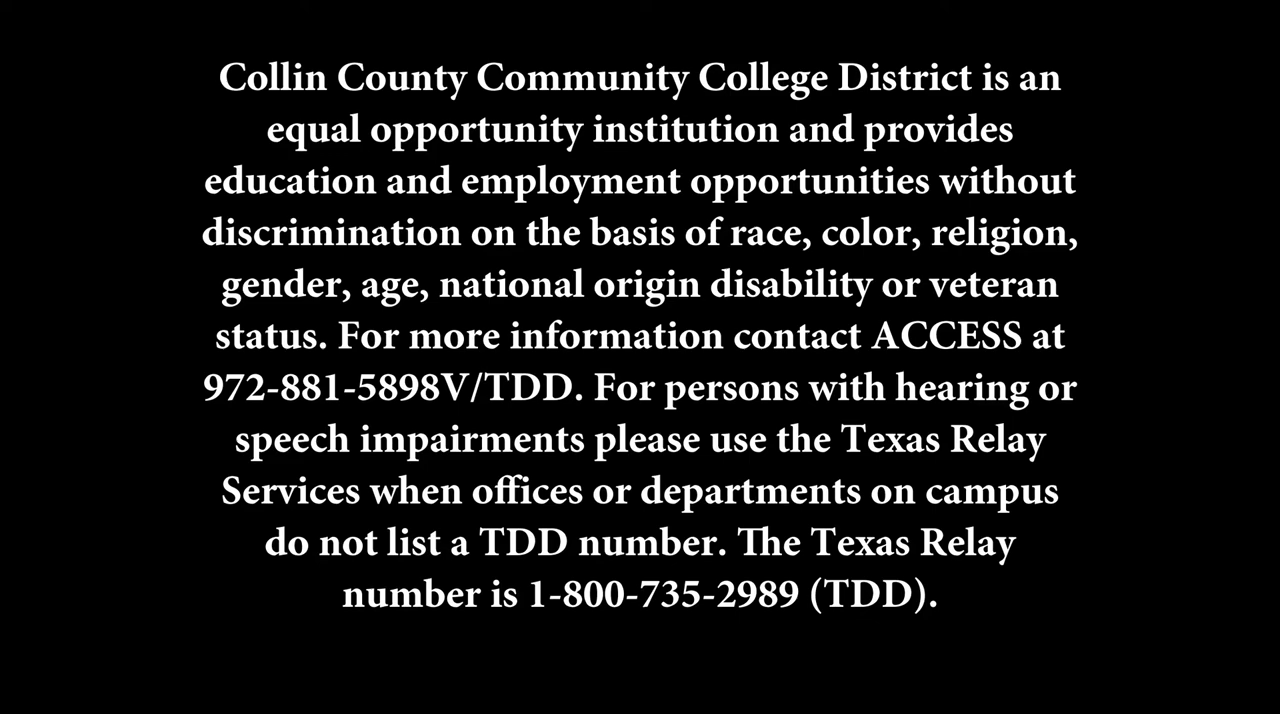 Collin County Community College District is an
equal opportunity institution and provides
education and employment opportunities without
discrimination on the basis of race, color, religion,
gender, age, national origin disability or veteran
status. For more information contact ACCESS at
972-881-5898V/TDD. For persons with hearing or
speech impairments please use the Texas Relay
Services when offices or departments on campus
do not list a TDD number. The Texas Relay
number is 1-800-735-2989 (TDD).